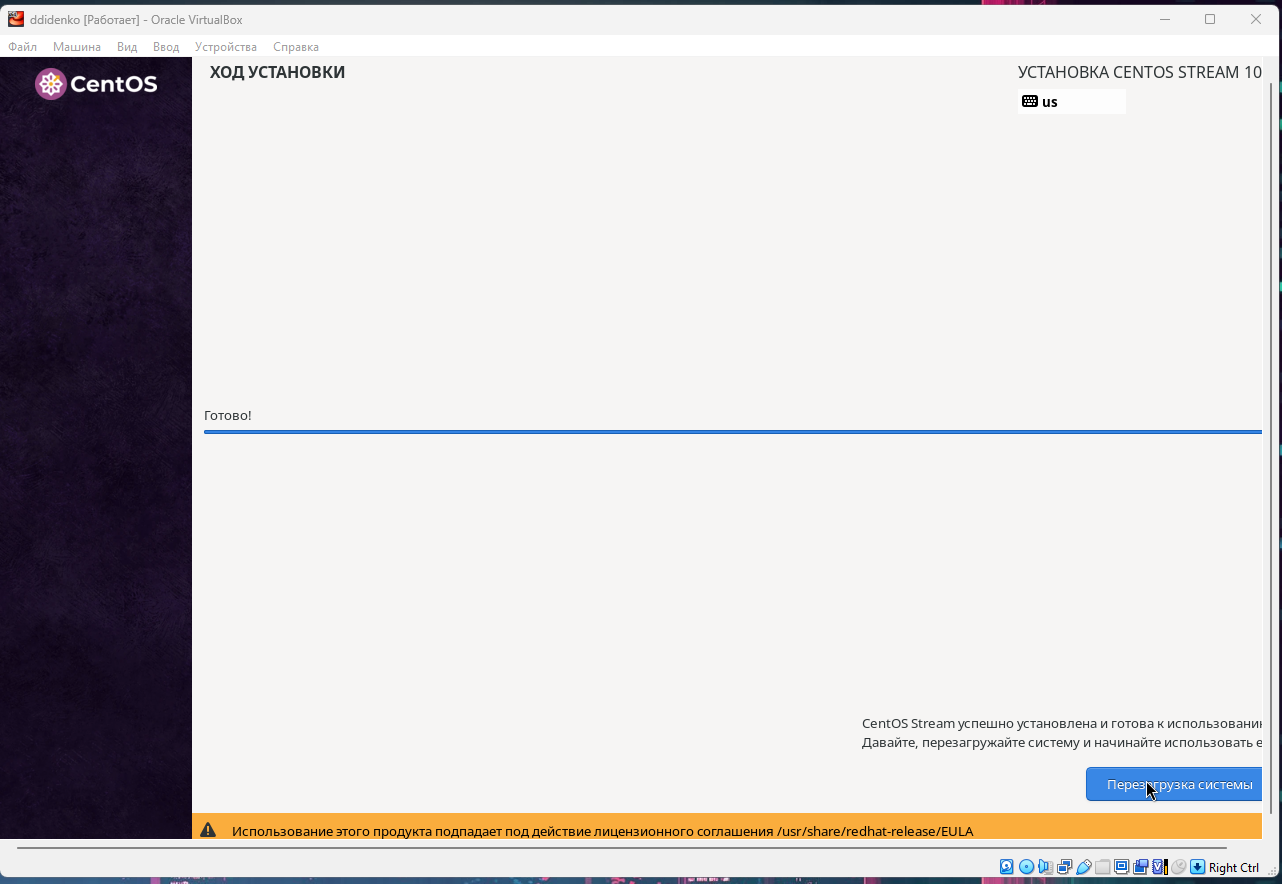 ddidenko [Работает] - Oracle VirtualBox
Файл Машина Вид Ввод Устройства Справка
CentOS
ХОД УСТАНОВКИ
УСТАНОВКА CENTOS STREAM 10
us
Готово!
CentOS Stream успешно установлена и готова к использовани
Давайте, перезагружайте систему и начинайте использовать е
Перезагрузка системы
Использование этого продукта подпадает под действие лицензионного соглашения /usr/share/redhat-release/EULA
Right Ctrl